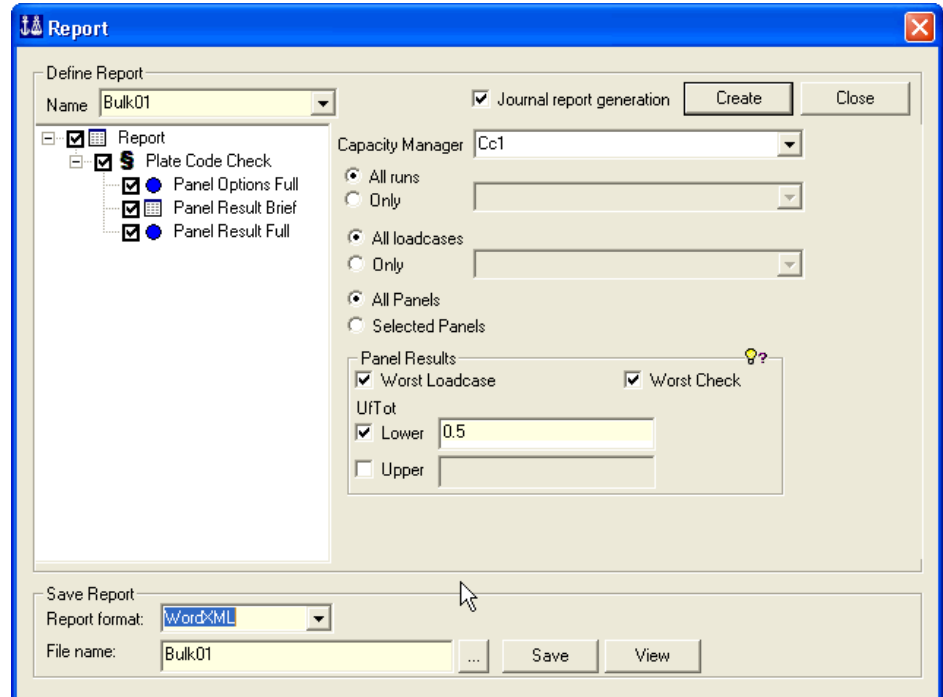 Report
Define Report
Name Bulk01
Journal report generation Create Close
Report
Plate Code Check
Panel Options Full
Panel Result Brief
Panel Result Full
Capacity Manager Cc1
All runs
Only
All loadcases
Only
All Panels
Selected Panels
Panel Results
Worst Loadcase Worst Check
UfTot
Lower 0.5
Upper
Save Report
Report format: WordXML
File name: Bulk01 ... Save View